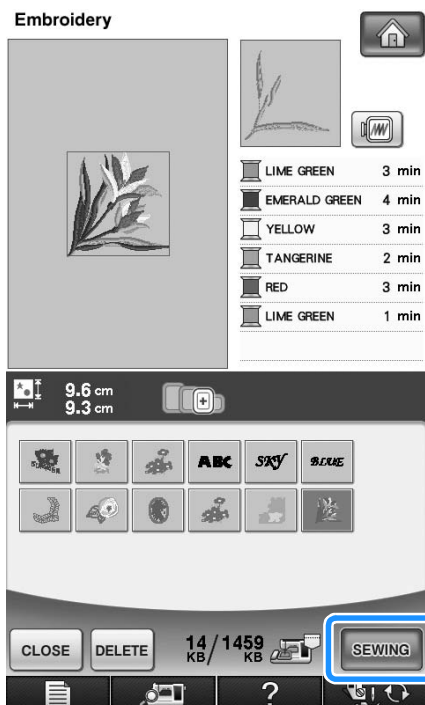 Embroidery
LIME GREEN 3 min
EMERALD GREEN 4 min
YELLOW 3 min
TANGERINE 2 min
RED 3 min
LIME GREEN 1 min
9.6 cm
9.3 cm
ABC SKY BLUE
CLOSE DELETE 14/1459 KB KB SEWING
?